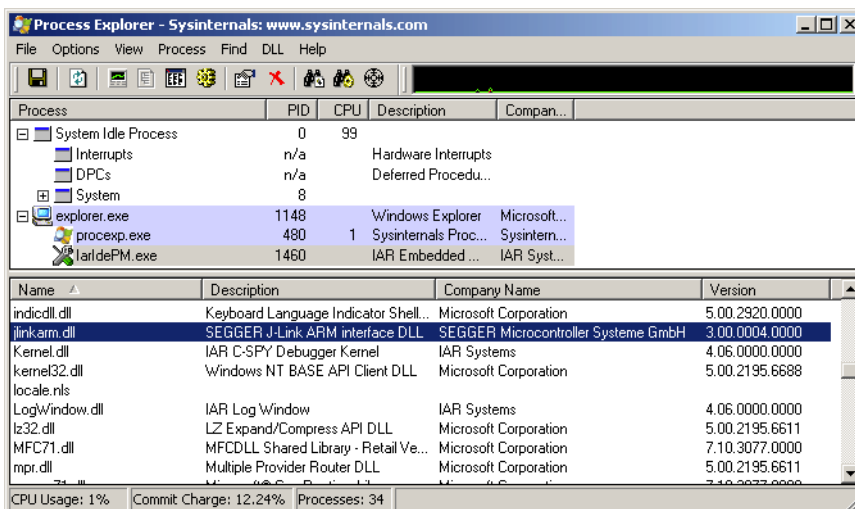 Process Explorer - Sysinternals: www.sysinternals.com
File Options View Process Find DLL Help
Process PID CPU Description Compan...
System Idle Process 0 99
Interrupts n/a Hardware Interrupts
DPCs n/a Deferred Procedu...
System 8
explorer.exe 1148 Windows Explorer Microsoft...
procexp.exe 480 1 Sysinternals Proc... Sysintern...
IarIdePM.exe 1460 IAR Embedded ... IAR Syst...
Name Description Company Name Version
indicdll.dll Keyboard Language Indicator Shell... Microsoft Corporation 5.00.2920.0000
jlinkarm.dll SEGGER J-Link ARM interface DLL SEGGER Microcontroller Systeme GmbH 3.00.0004.0000
Kernel.dll IAR C-SPY Debugger Kernel IAR Systems 4.06.0000.0000
kernel32.dll Windows NT BASE API Client DLL Microsoft Corporation 5.00.2195.6688
locale.nls
LogWindow.dll IAR Log Window IAR Systems 4.06.0000.0000
lz32.dll LZ Expand/Compress API DLL Microsoft Corporation 5.00.2195.6611
MFC71.dll MFCDLL Shared Library - Retail Ve... Microsoft Corporation 7.10.3077.0000
mpr.dll Multiple Provider Router DLL Microsoft Corporation 5.00.2195.6611
CPU Usage: 1% Commit Charge: 12.24% Processes: 34